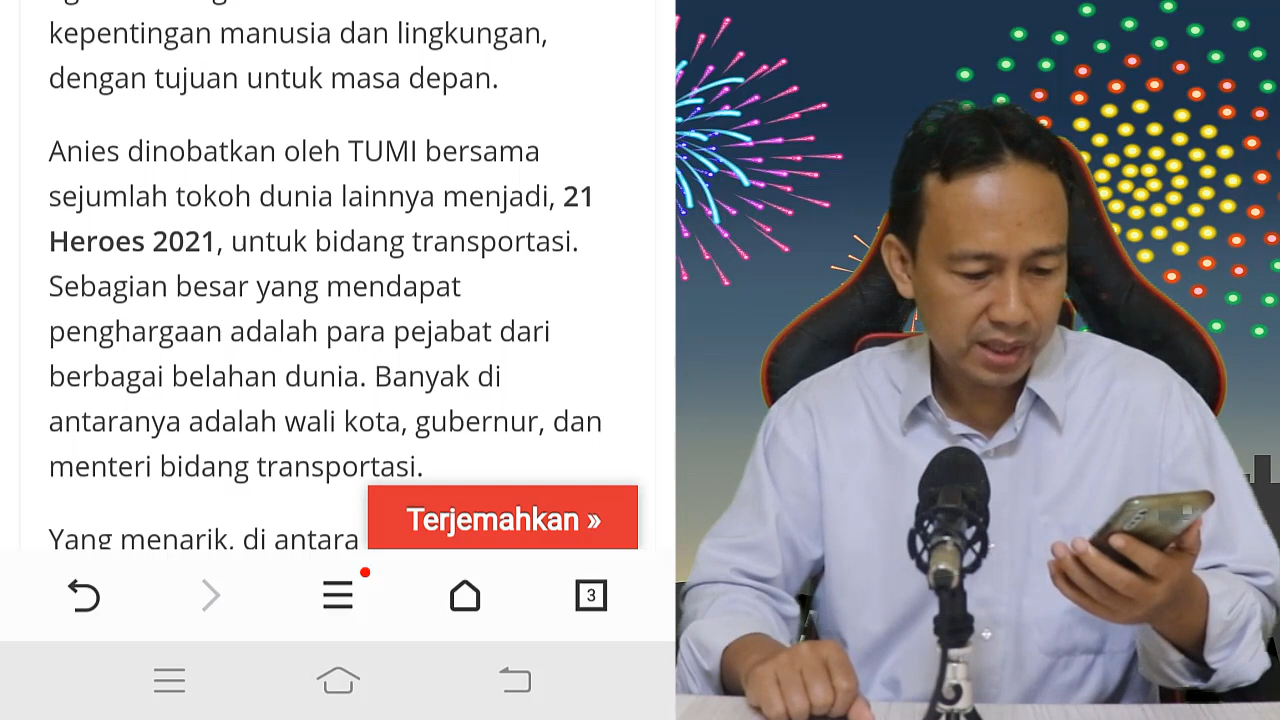 kepentingan manusia dan lingkungan,
dengan tujuan untuk masa depan.
Anies dinobatkan oleh TUMI bersama
sejumlah tokoh dunia lainnya menjadi, 21
Heroes 2021, untuk bidang transportasi.
Sebagian besar yang mendapat
penghargaan adalah para pejabat dari
berbagai belahan dunia. Banyak di
antaranya adalah wali kota, gubernur, dan
menteri bidang transportasi.
Terjemahkan »
Yang menarik, di antara
3